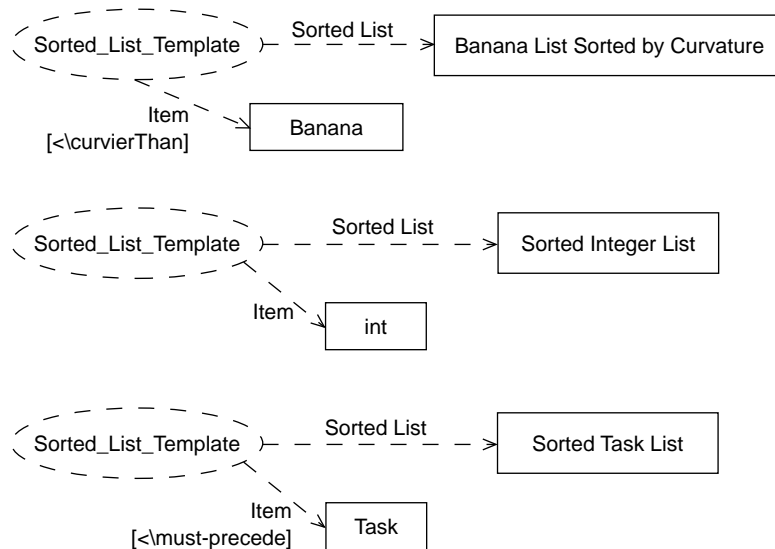 Sorted_List_Template
Sorted List
Banana List Sorted by Curvature
Item
[<\curvierThan]
Banana
Sorted_List_Template
Sorted List
Sorted Integer List
Item
int
Sorted_List_Template
Sorted List
Sorted Task List
Item
[<\must-precede]
Task